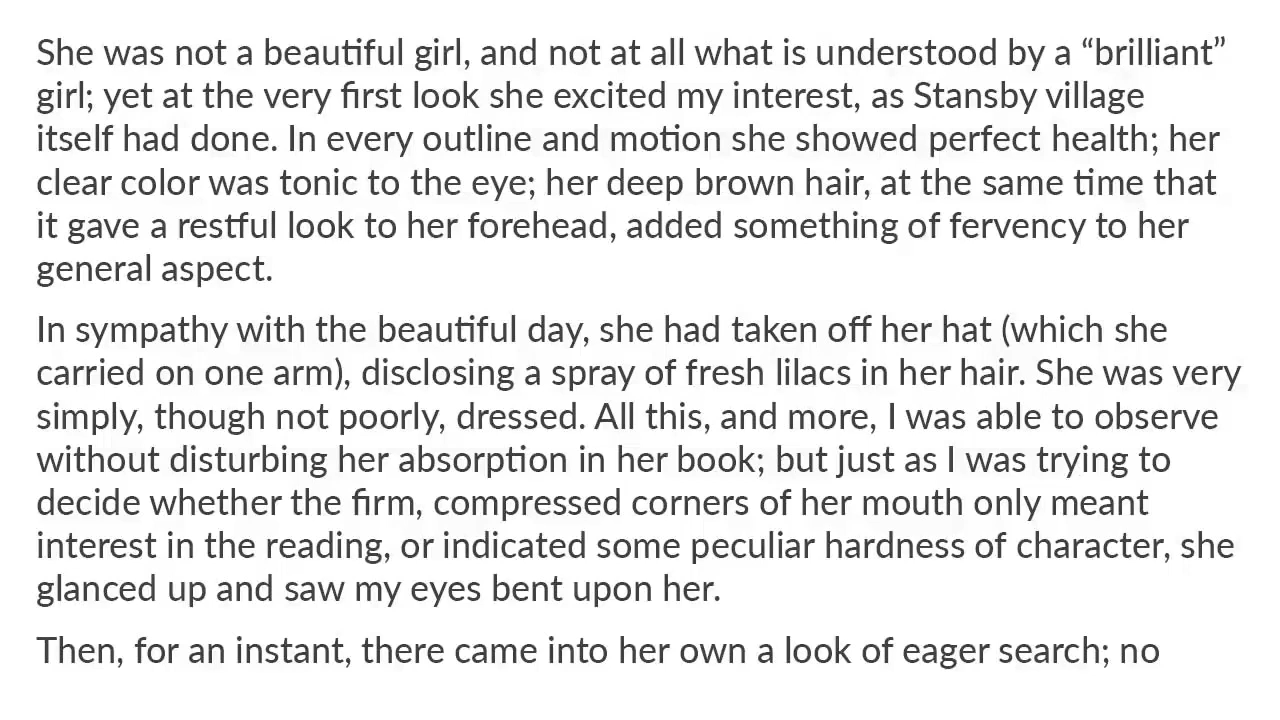 She was not a beautiful girl, and not at all what is understood by a “brilliant”
girl; yet at the very first look she excited my interest, as Stansby village
itself had done. In every outline and motion she showed perfect health; her
clear color was tonic to the eye; her deep brown hair, at the same time that
it gave a restful look to her forehead, added something of fervency to her
general aspect.
In sympathy with the beautiful day, she had taken off her hat (which she
carried on one arm), disclosing a spray of fresh lilacs in her hair. She was very
simply, though not poorly, dressed. All this, and more, I was able to observe
without disturbing her absorption in her book; but just as I was trying to
decide whether the firm, compressed corners of her mouth only meant
interest in the reading, or indicated some peculiar hardness of character, she
glanced up and saw my eyes bent upon her.
Then, for an instant, there came into her own a look of eager search; no